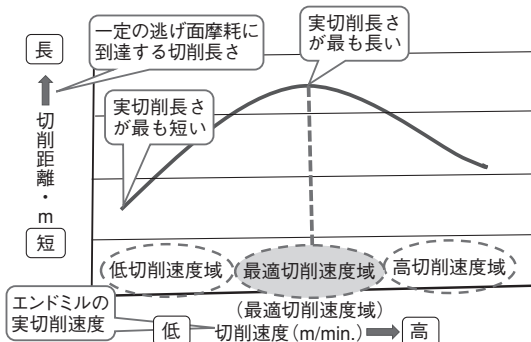 一定の逃げ面摩耗に
到達する切削長さ
実切削長さ
が最も長い
長
実切削長さ
が最も短い
切削距離・m
短
低切削速度域
最適切削速度域
高切削速度域
エンドミルの
実切削速度
(最適切削速度域)
低
切削速度(m/min.)
高